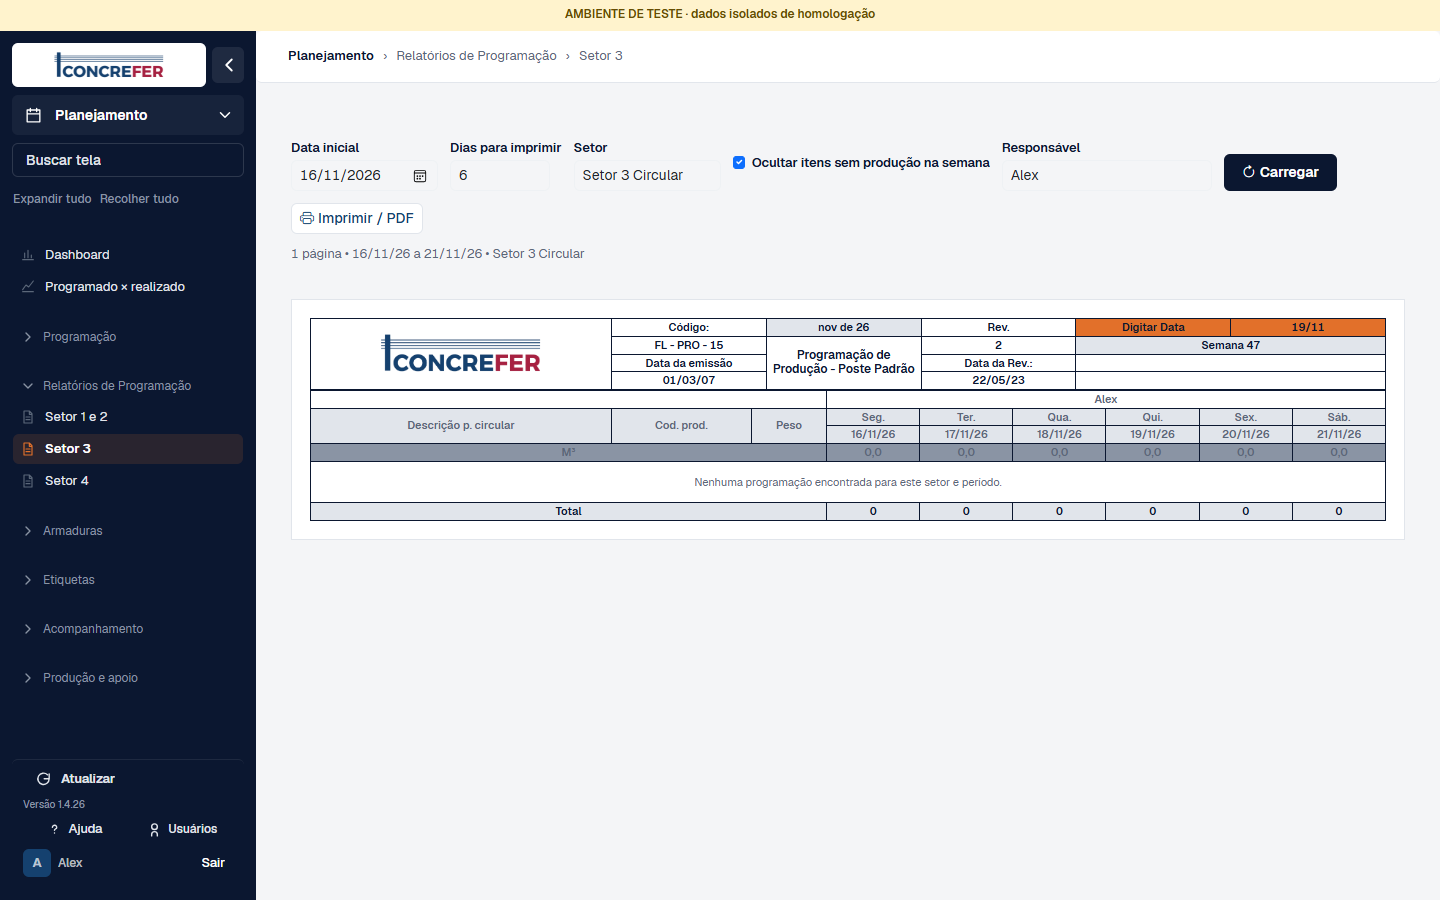 AMBIENTE DE TESTE · dados isolados de homologação
CONCREFER
Planejamento
Buscar tela
Expandir tudo Recolher tudo
Dashboard
Programado × realizado
Programação
Relatórios de Programação
Setor 1 e 2
Setor 3
Setor 4
Armaduras
Etiquetas
Acompanhamento
Produção e apoio
Atualizar
Versão 1.4.26
? Ajuda Usuários
A Alex Sair
Planejamento › Relatórios de Programação › Setor 3
Data inicial Dias para imprimir Setor Ocultar itens sem produção na semana Responsável
16/11/2026 6 Setor 3 Circular Alex Carregar
Imprimir / PDF
1 página • 16/11/26 a 21/11/26 • Setor 3 Circular
CONCREFER
Código: nov de 26 Rev. Digitar Data 19/11
FL - PRO - 15 Programação de Produção - Poste Padrão 2 Semana 47
Data da emissão Data da Rev.:
01/03/07 22/05/23
Alex
Descrição p. circular Cod. prod. Peso Seg. Ter. Qua. Qui. Sex. Sáb.
16/11/26 17/11/26 18/11/26 19/11/26 20/11/26 21/11/26
M³ 0,0 0,0 0,0 0,0 0,0 0,0
Nenhuma programação encontrada para este setor e período.
Total 0 0 0 0 0 0